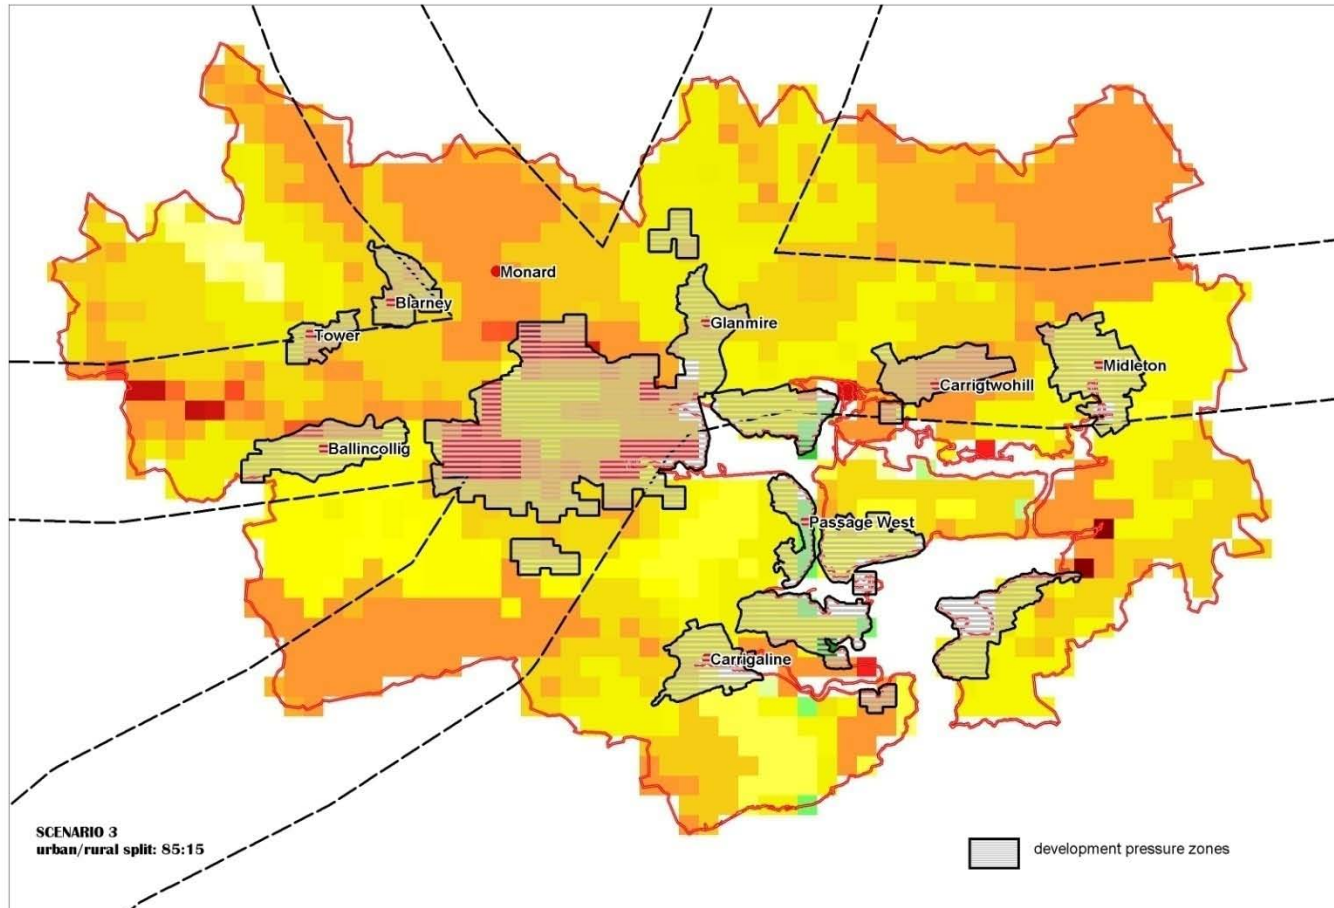 Monard
Blarney
Tower
Glanmire
Midleton
Carrigtwohill
Ballincollig
Passage West
Carrigaline
SCENARIO 3
urban/rural split: 85:15
development pressure zones